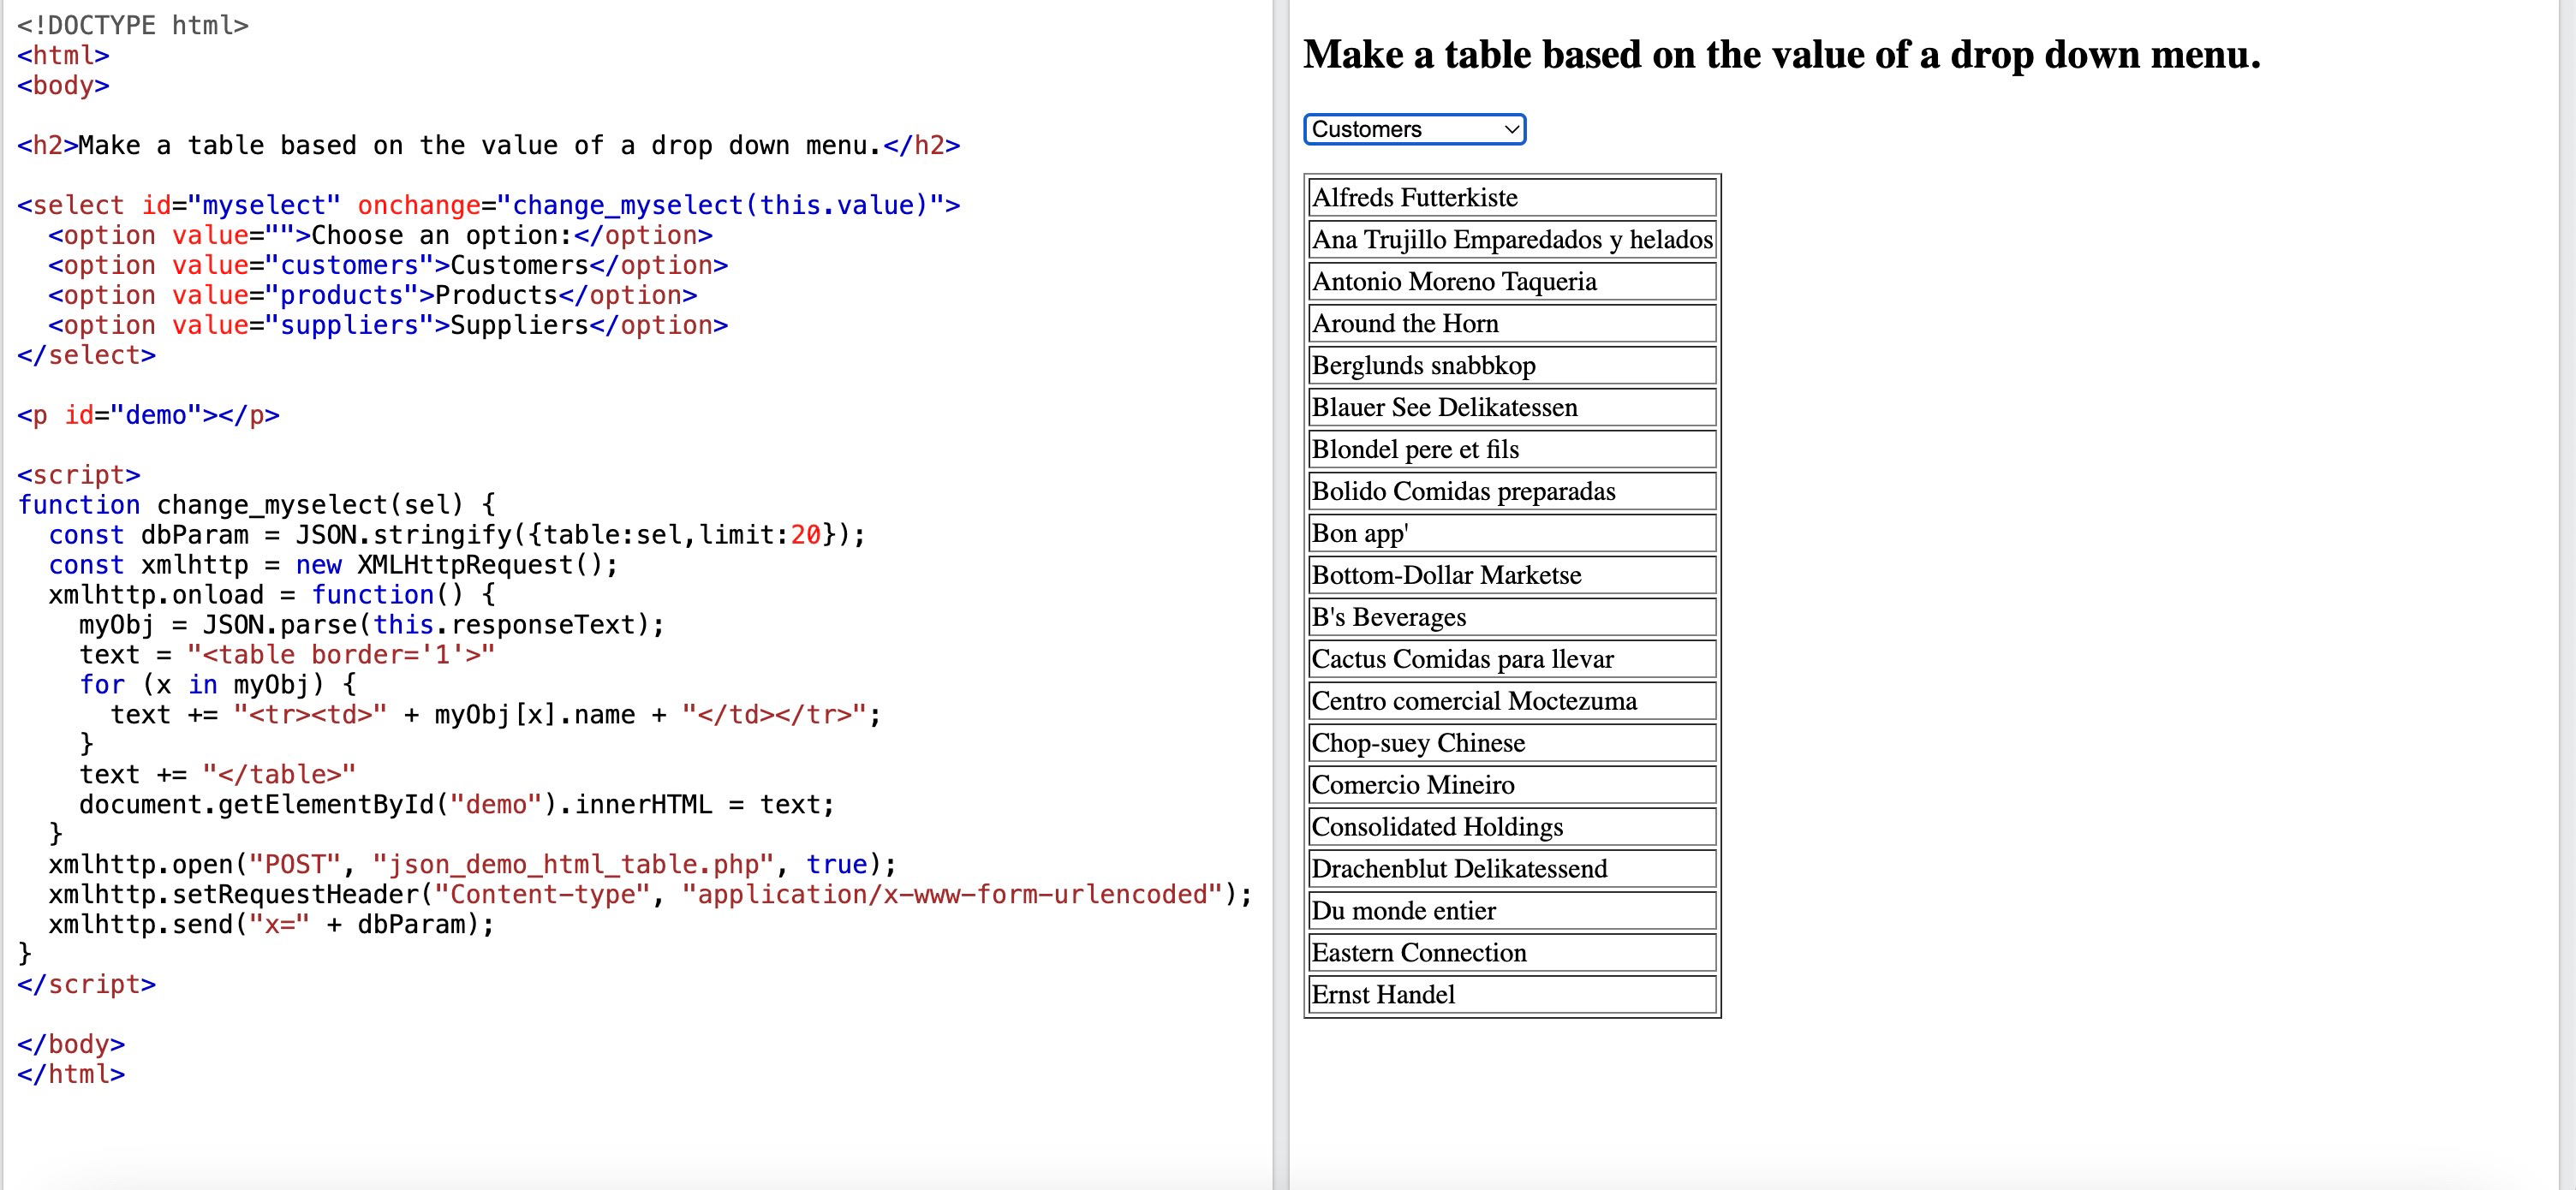 <!DOCTYPE html>
<html>
<body>

<h2>Make a table based on the value of a drop down menu.</h2>

<select id="myselect" onchange="change_myselect(this.value)">
  <option value="">Choose an option:</option>
  <option value="customers">Customers</option>
  <option value="products">Products</option>
  <option value="suppliers">Suppliers</option>
</select>

<p id="demo"></p>

<script>
function change_myselect(sel) {
  const dbParam = JSON.stringify({table:sel,limit:20});
  const xmlhttp = new XMLHttpRequest();
  xmlhttp.onload = function() {
    myObj = JSON.parse(this.responseText);
    text = "<table border='1'>"
    for (x in myObj) {
      text += "<tr><td>" + myObj[x].name + "</td></tr>";
    }
    text += "</table>"
    document.getElementById("demo").innerHTML = text;
  }
  xmlhttp.open("POST", "json_demo_html_table.php", true);
  xmlhttp.setRequestHeader("Content-type", "application/x-www-form-urlencoded");
  xmlhttp.send("x=" + dbParam);
}
</script>

</body>
</html>
Make a table based on the value of a drop down menu.
Customers
Alfreds Futterkiste
Ana Trujillo Emparedados y helados
Antonio Moreno Taqueria
Around the Horn
Berglunds snabbkop
Blauer See Delikatessen
Blondel pere et fils
Bolido Comidas preparadas
Bon app'
Bottom-Dollar Marketse
B's Beverages
Cactus Comidas para llevar
Centro comercial Moctezuma
Chop-suey Chinese
Comercio Mineiro
Consolidated Holdings
Drachenblut Delikatessend
Du monde entier
Eastern Connection
Ernst Handel